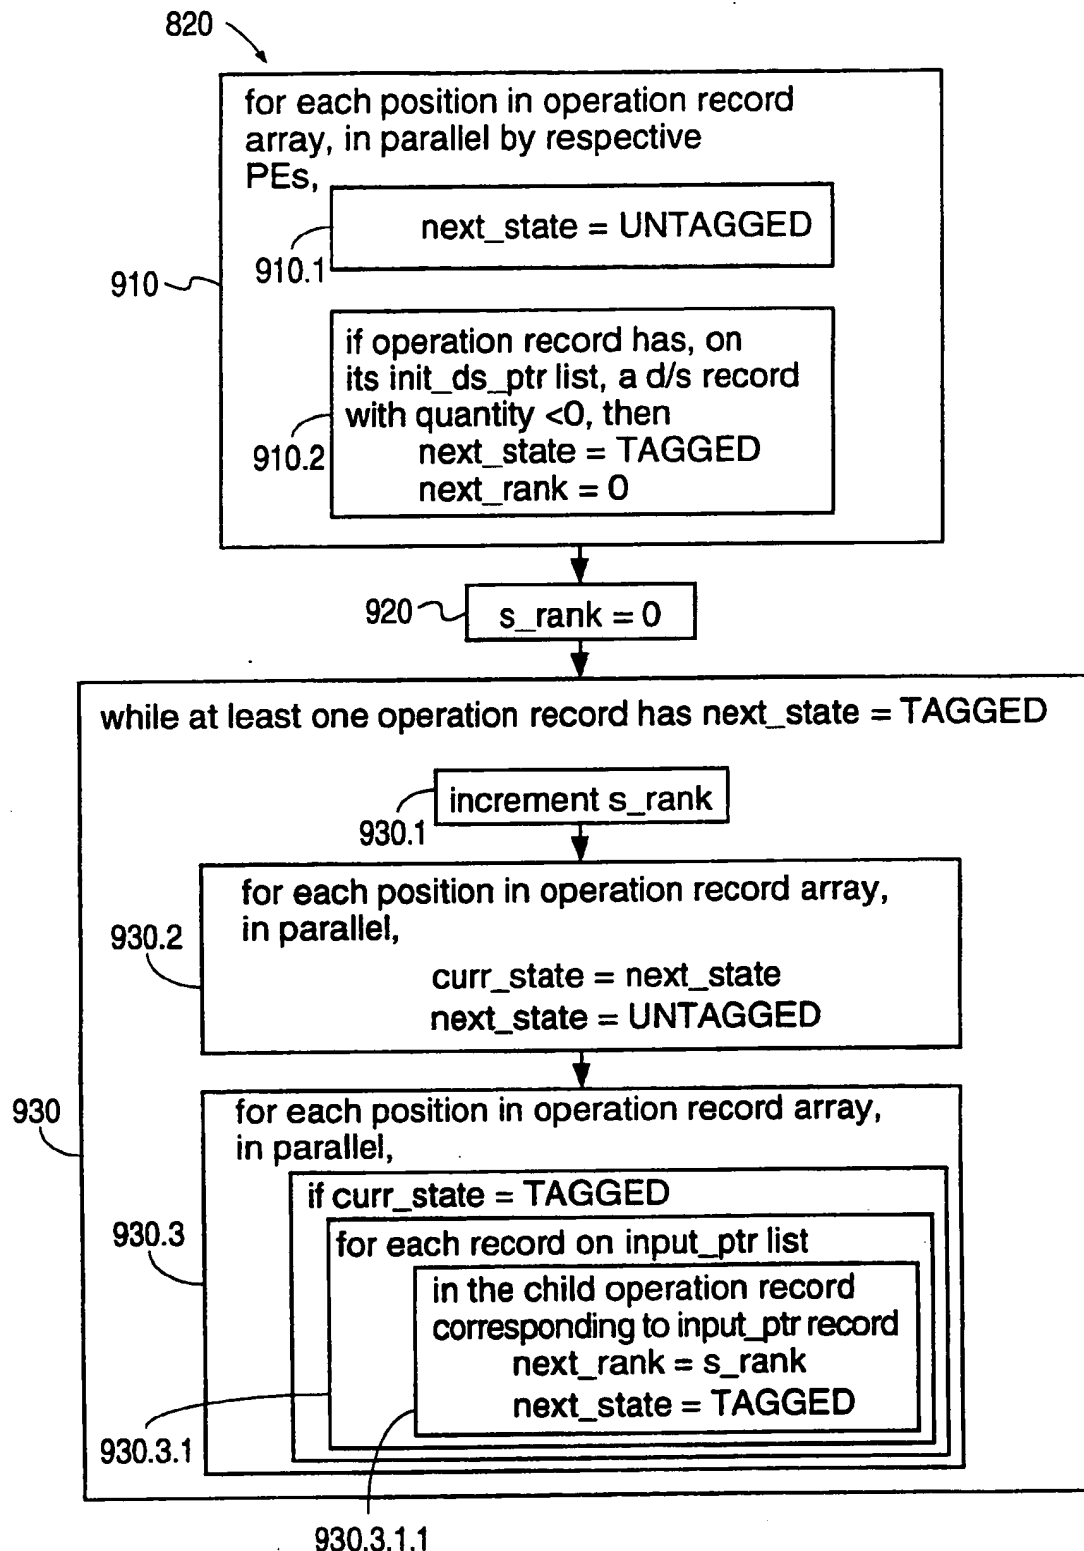 820
for each position in operation record
array, in parallel by respective
PEs,
next_state = UNTAGGED
910.1
910
if operation record has, on
its init_ds_ptr list, a d/s record
with quantity <0, then
next_state = TAGGED
next_rank = 0
910.2
920
s_rank = 0
while at least one operation record has next_state = TAGGED
increment s_rank
930.1
for each position in operation record array,
in parallel,
curr_state = next_state
next_state = UNTAGGED
930.2
930
for each position in operation record array,
in parallel,
if curr_state = TAGGED
930.3
for each record on input_ptr list
in the child operation record
corresponding to input_ptr record
next_rank = s_rank
next_state = TAGGED
930.3.1
930.3.1.1